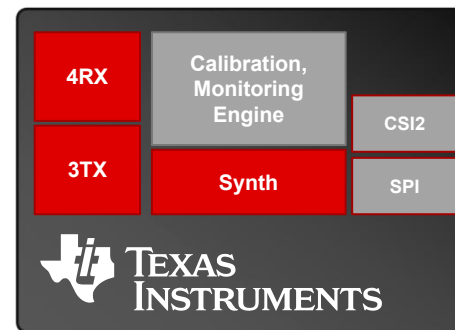 4RX
Calibration,
Monitoring
Engine
CSI2
3TX
Synth
SPI
TEXAS
INSTRUMENTS